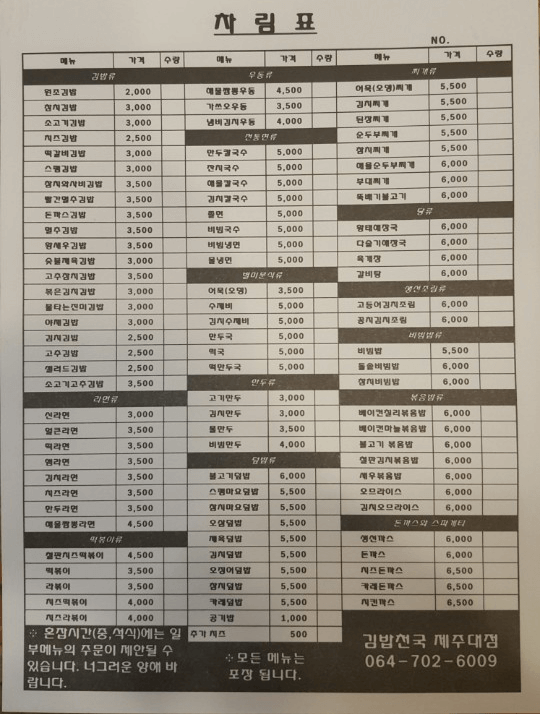 차 림 표
NO.
메뉴 가격 수량
김밥류
원조김밥 2,000
참치김밥 3,000
소고기김밥 3,000
치즈김밥 2,500
떡갈비김밥 3,000
스팸김밥 3,000
참치와사비김밥 3,500
빨간멸추김밥 3,500
돈까스김밥 3,500
멸추김밥 3,500
왕새우김밥 3,500
숯불제육김밥 3,500
고추참치김밥 3,500
볶은김치김밥 3,000
불타는진미김밥 3,000
야채김밥 3,000
김치김밥 2,500
고추김밥 2,500
샐러드김밥 2,500
소고기고추김밥 3,500
라면류
신라면 3,000
얼큰라면 3,500
떡라면 3,500
햄라면 3,500
김치라면 3,500
치즈라면 3,500
만두라면 3,500
해물짬뽕라면 4,500
떡볶이류
철판치즈떡볶이 4,500
떡볶이 3,500
라볶이 3,500
치즈떡볶이 4,000
치즈라볶이 4,000
※ 혼잡시간(중,석식)에는 일
부메뉴의 주문이 제한될 수
있습니다. 너그러운 양해 바
랍니다.
메뉴 가격 수량
우동류
해물짬뽕우동 4,500
가쓰오우동 3,500
냄비김치우동 4,000
전통면류
만두칼국수 5,000
잔치국수 5,000
해물칼국수 5,000
김치칼국수 5,000
쫄면 5,000
비빔국수 5,000
비빔냉면 5,000
물냉면 5,000
별미분식류
어묵(오뎅) 3,500
수제비 5,000
김치수제비 5,000
만두국 5,000
떡국 5,000
떡만두국 5,000
만두류
고기만두 3,000
김치만두 3,000
물만두 3,500
비빔만두 4,000
덮밥류
불고기덮밥 6,000
스팸마요덮밥 5,500
참치마요덮밥 5,500
오삼덮밥 5,500
제육덮밥 5,500
김치덮밥 5,500
오징어덮밥 5,500
참치덮밥 5,500
카레덮밥 5,500
공기밥 1,000
추가 치즈 500
※ 모든 메뉴는
포장 됩니다.
메뉴 가격 수량
찌개류
어묵(오뎅)찌개 5,500
김치찌개 5,500
된장찌개 5,500
순두부찌개 5,500
참치찌개 5,500
해물순두부찌개 6,000
부대찌개 6,000
뚝배기불고기 6,000
탕류
황태해장국 6,000
다슬기해장국 6,000
육개장 6,000
갈비탕 6,000
생선조림류
고등어김치조림 6,000
꽁치김치조림 6,000
비빔밥류
비빔밥 5,500
돌솥비빔밥 6,000
참치비빔밥 6,000
볶음밥류
베이컨칠리볶음밥 6,000
베이컨마늘볶음밥 6,000
불고기 볶음밥 6,000
철판김치볶음밥 6,000
새우볶음밥 6,000
오므라이스 6,000
김치오므라이스 6,000
돈까스와 스파게티
생선까스 6,000
돈까스 6,000
치즈돈까스 6,500
카레돈까스 6,500
치킨까스 6,500
김밥천국 제주대점
064-702-6009